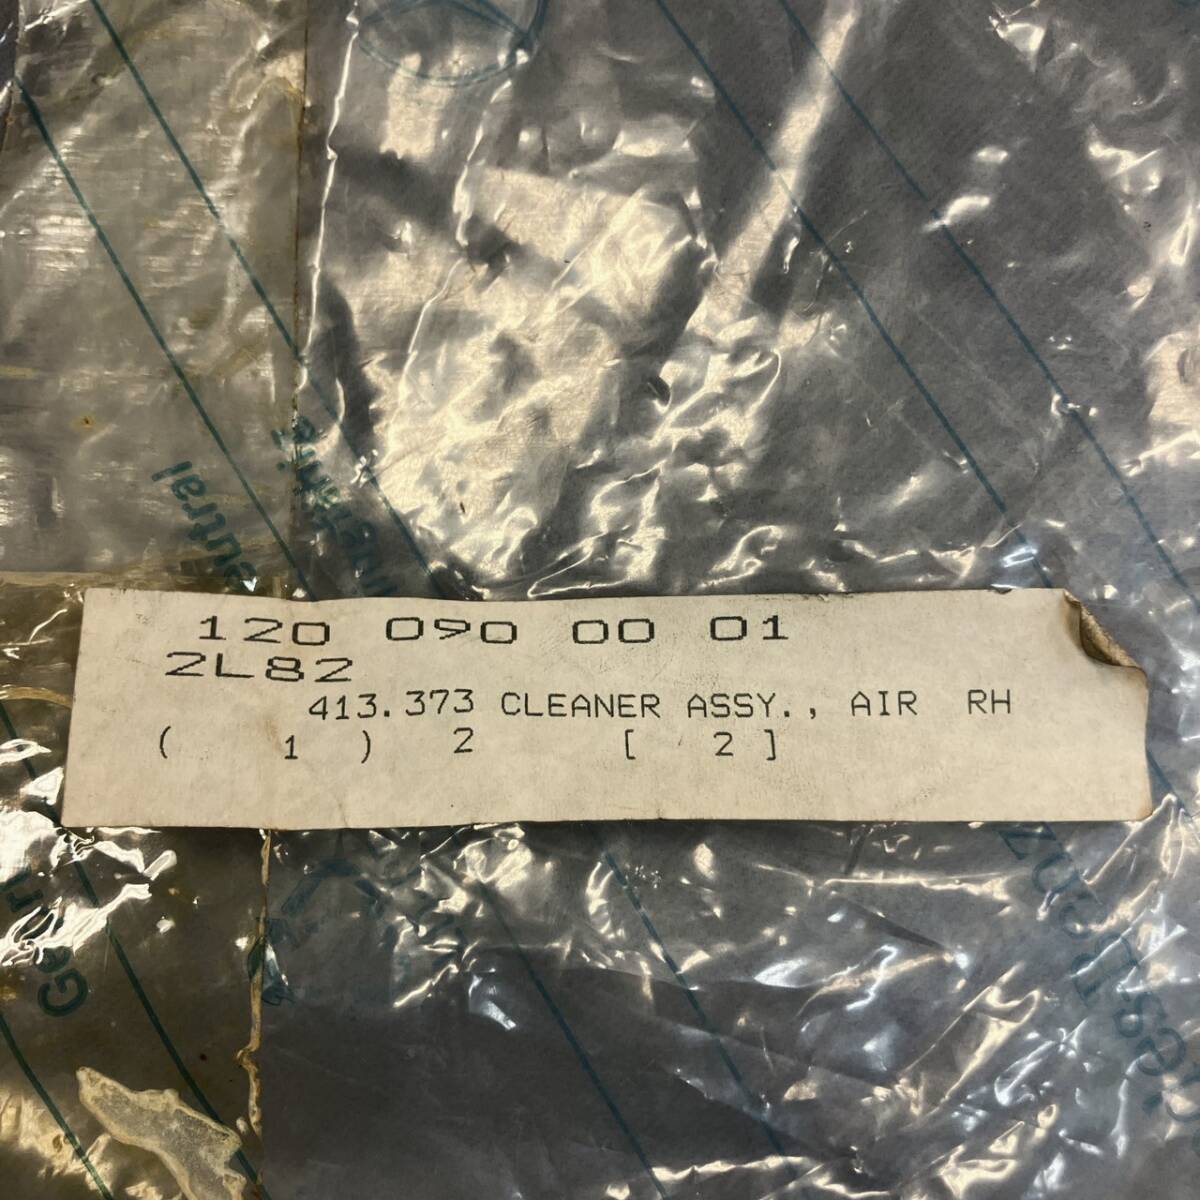 120 090 00 01
2L82
413.373 CLEANER ASSY., AIR RH
( 1 ) 2 [ 2 ]